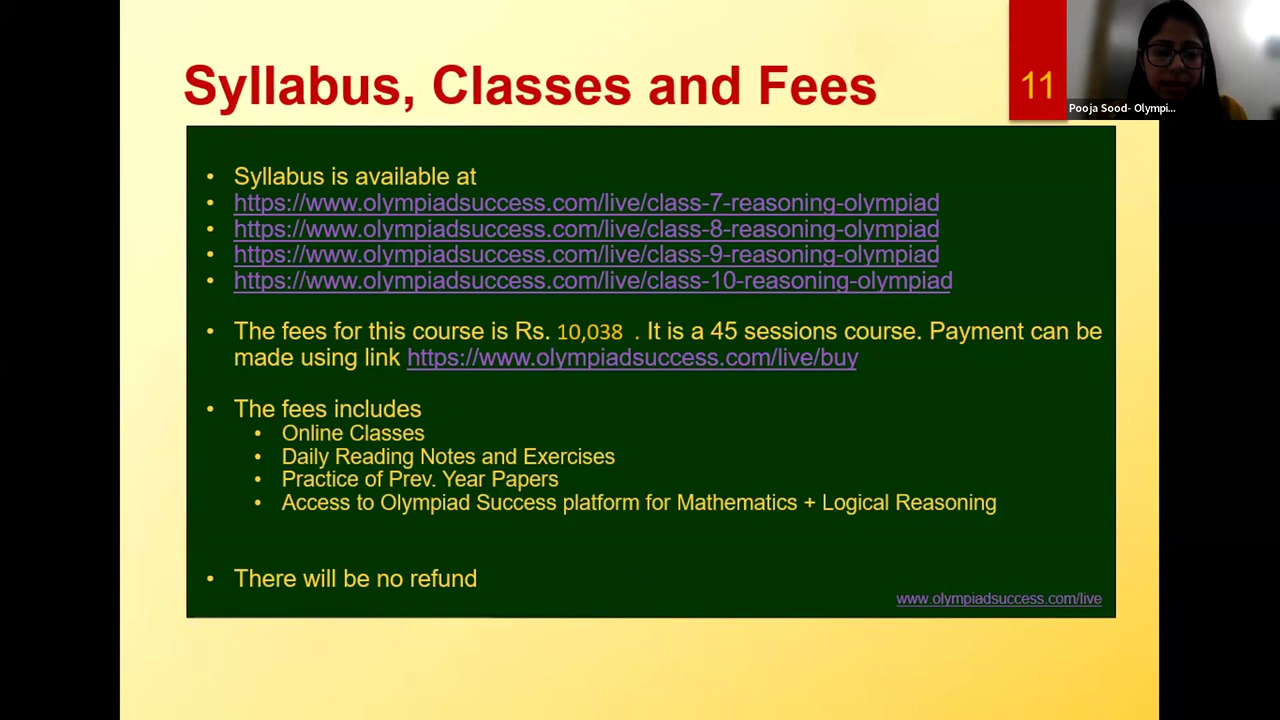 Syllabus, Classes and Fees
11
Pooja Sood- Olympi...
• Syllabus is available at
• https://www.olympiadsuccess.com/live/class-7-reasoning-olympiad
• https://www.olympiadsuccess.com/live/class-8-reasoning-olympiad
• https://www.olympiadsuccess.com/live/class-9-reasoning-olympiad
• https://www.olympiadsuccess.com/live/class-10-reasoning-olympiad
• The fees for this course is Rs. 10,038 . It is a 45 sessions course. Payment can be
made using link https://www.olympiadsuccess.com/live/buy
• The fees includes
• Online Classes
• Daily Reading Notes and Exercises
• Practice of Prev. Year Papers
• Access to Olympiad Success platform for Mathematics + Logical Reasoning
• There will be no refund
www.olympiadsuccess.com/live